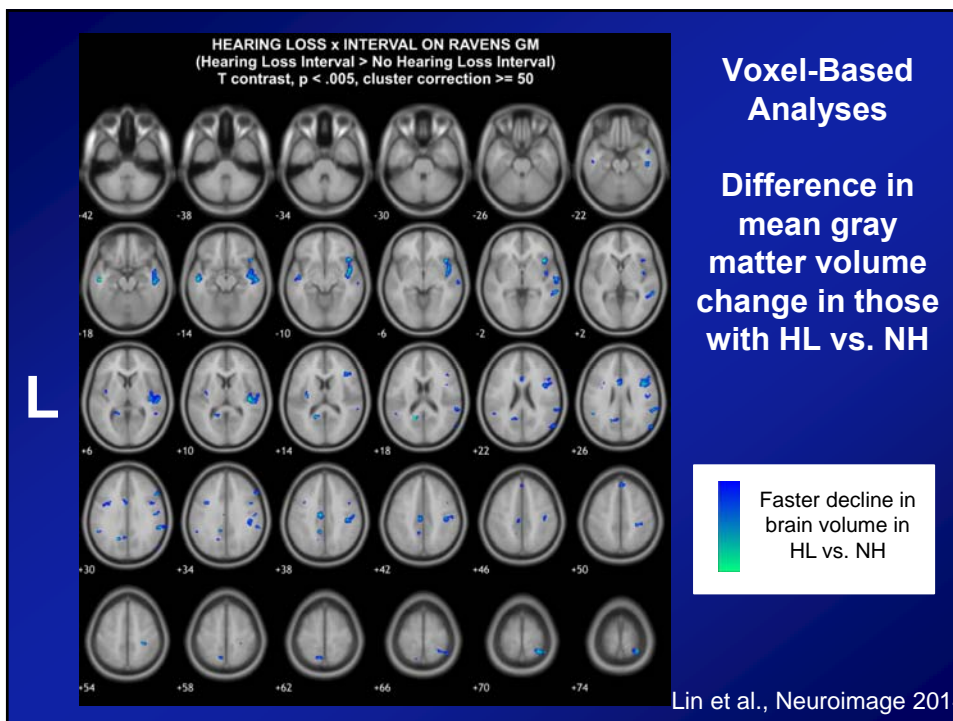 HEARING LOSS x INTERVAL ON RAVENS GM
(Hearing Loss Interval > No Hearing Loss Interval)
T contrast, p < .005, cluster correction >= 50
-42 -38 -34 -30 -26 -22
-18 -14 -10 -6 -2 +2
+6 +10 +14 +18 +22 +26
+30 +34 +38 +42 +46 +50
+54 +58 +62 +66 +70 +74
L
Voxel-Based
Analyses
Difference in
mean gray
matter volume
change in those
with HL vs. NH
Faster decline in
brain volume in
HL vs. NH
Lin et al., Neuroimage